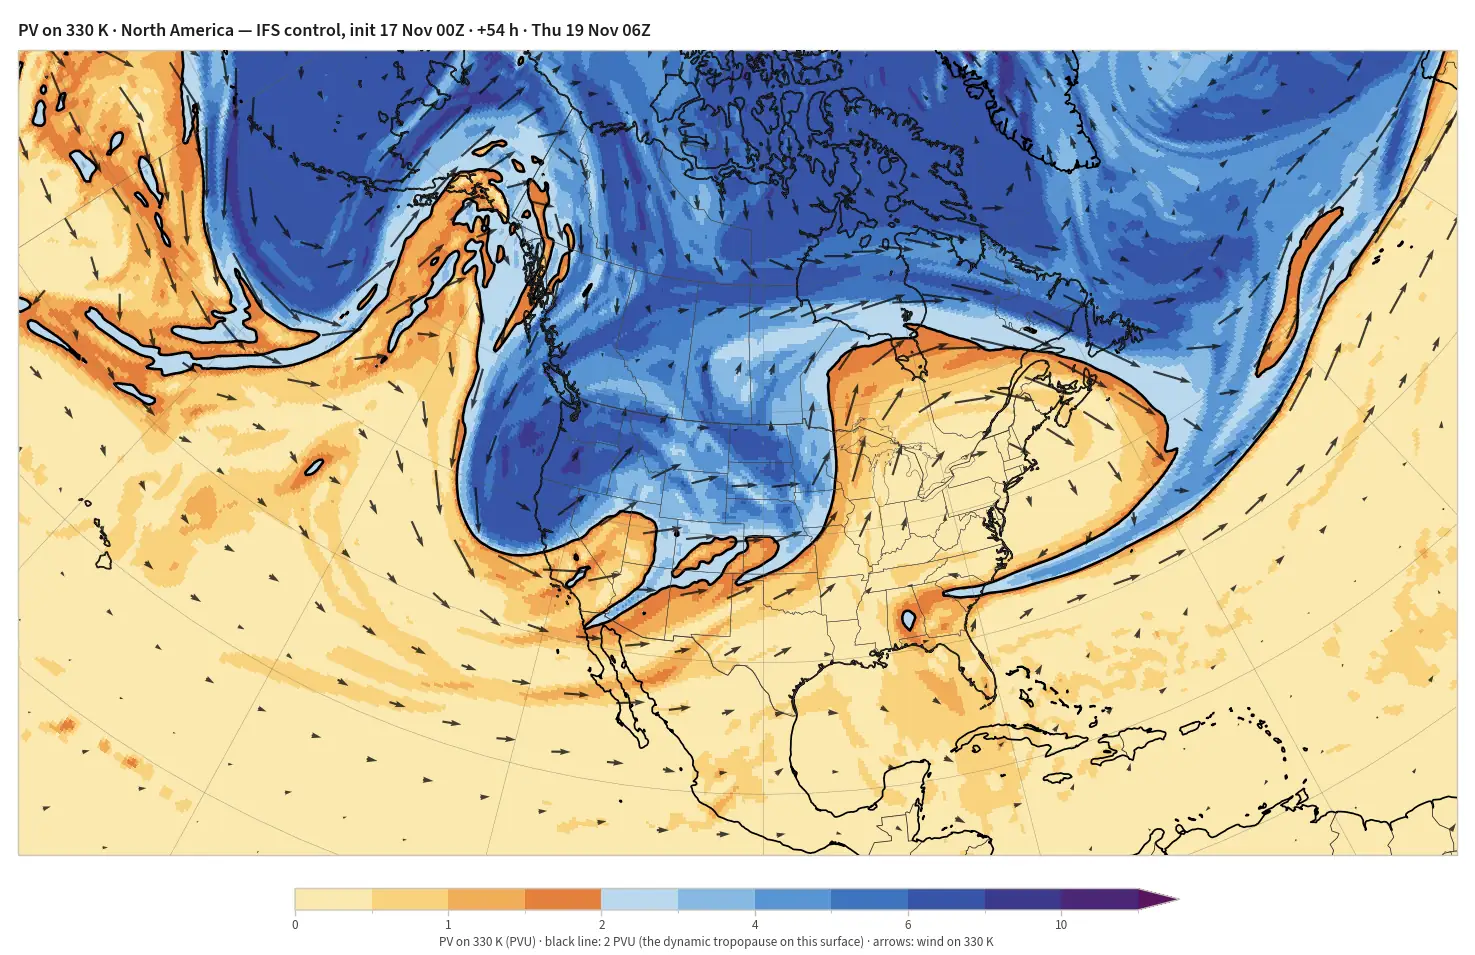 PV on 330 K · North America — IFS control, init 17 Nov 00Z · +54 h · Thu 19 Nov 06Z
0 1 2 4 6 10
PV on 330 K (PVU) · black line: 2 PVU (the dynamic tropopause on this surface) · arrows: wind on 330 K